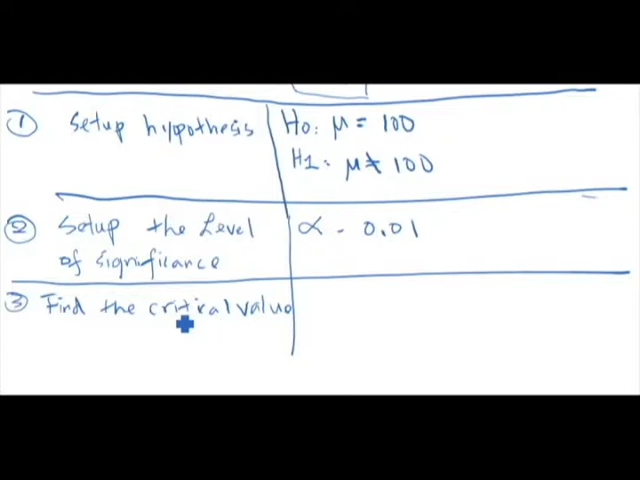 ① Setup hypothesis H0: μ = 100
H1: μ ≠ 100
② Setup the Level α - 0.01
of significance
③ Find the critical value